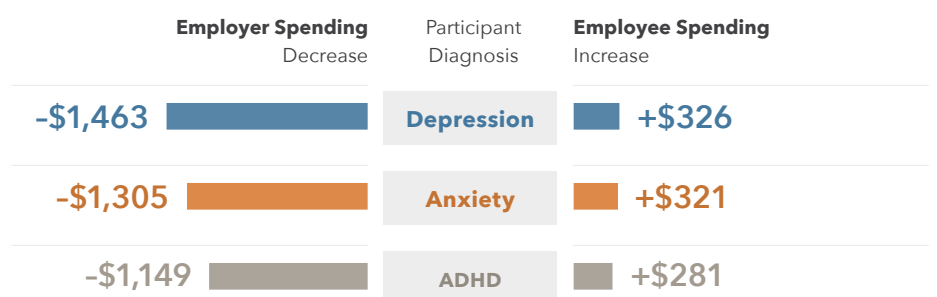 Employer Spending Participant Employee Spending
Decrease Diagnosis Increase
–$1,463 Depression +$326
–$1,305 Anxiety +$321
–$1,149 ADHD +$281